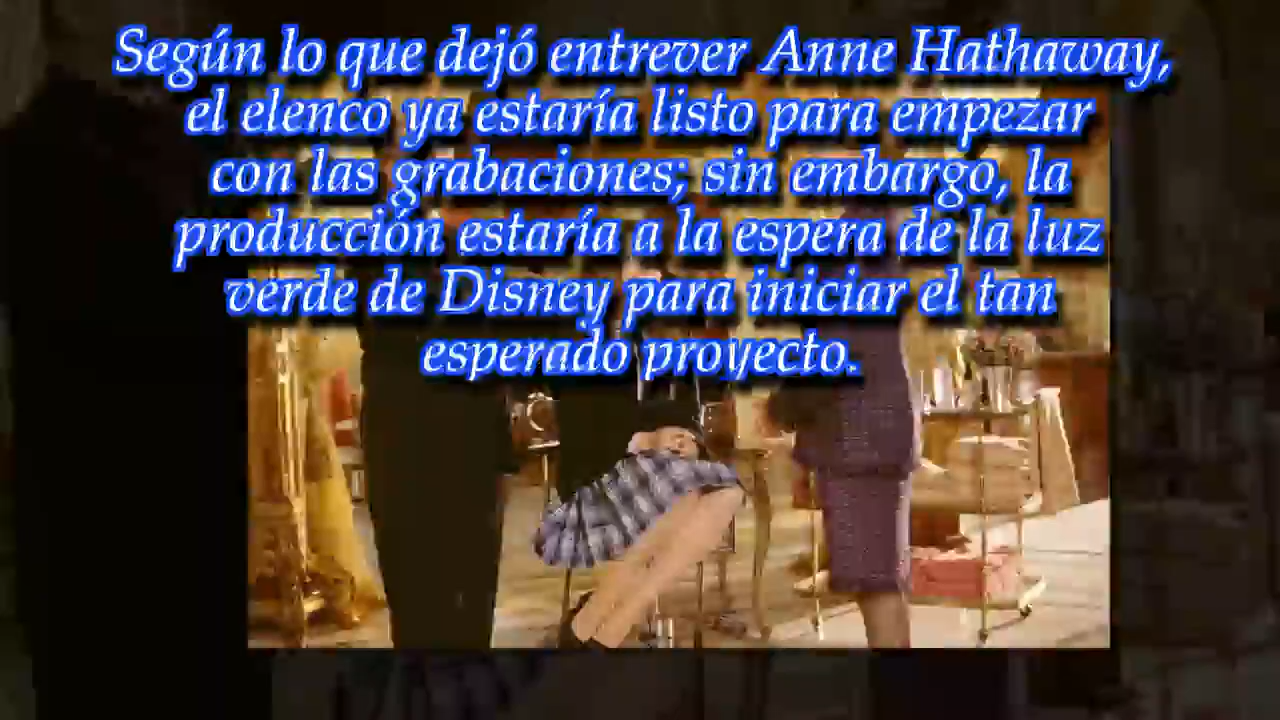 Según lo que dejó entrever Anne Hathaway,
el elenco ya estaría listo para empezar
con las grabaciones; sin embargo, la
producción estaría a la espera de la luz
verde de Disney para iniciar el tan
esperado proyecto.